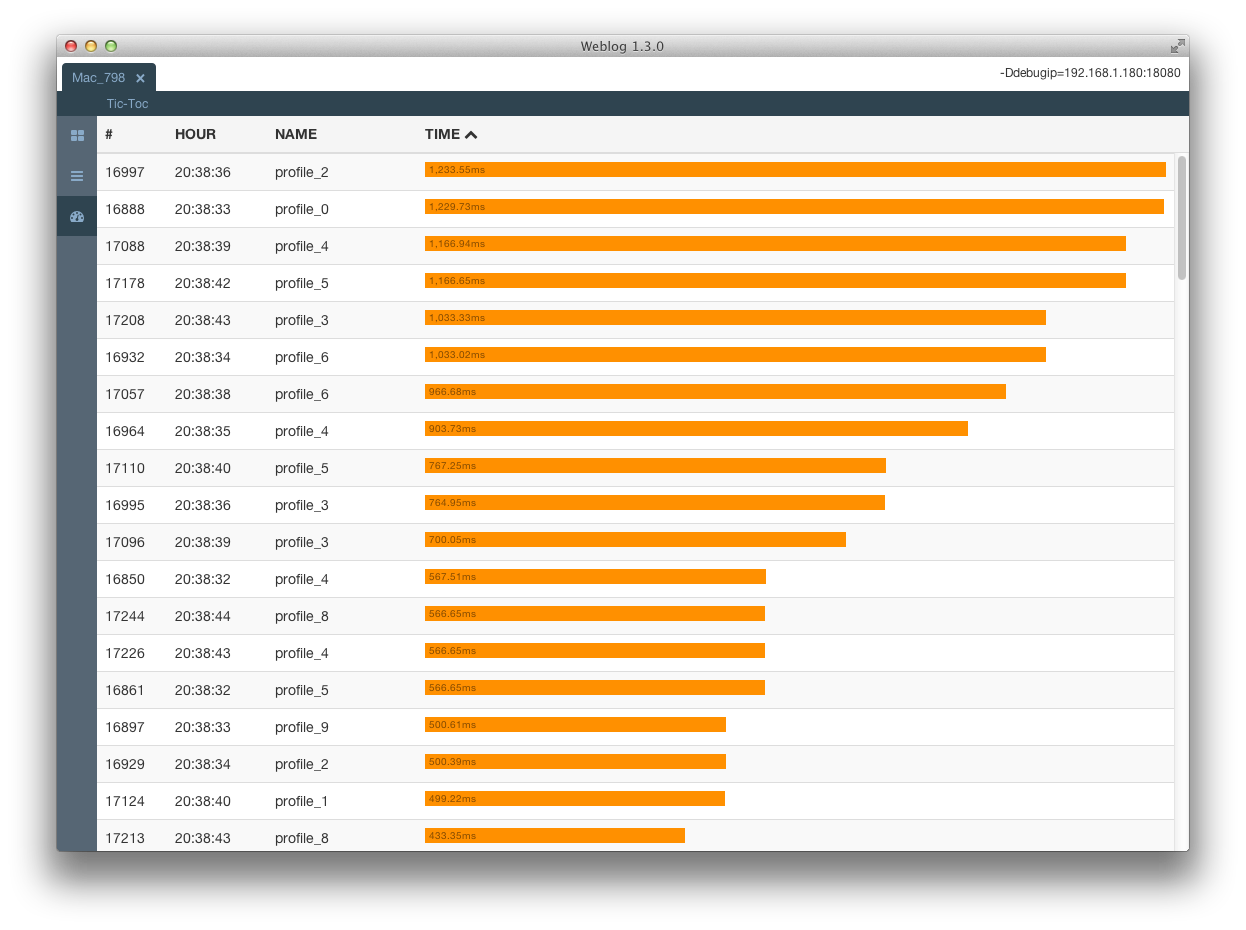 Weblog 1.3.0
Mac_798 ×
-Ddebugip=192.168.1.180:18080
Tic-Toc
# HOUR NAME TIME
16997 20:38:36 profile_2 1,233.55ms
16888 20:38:33 profile_0 1,229.73ms
17088 20:38:39 profile_4 1,166.94ms
17178 20:38:42 profile_5 1,166.65ms
17208 20:38:43 profile_3 1,033.33ms
16932 20:38:34 profile_6 1,033.02ms
17057 20:38:38 profile_6 966.68ms
16964 20:38:35 profile_4 903.73ms
17110 20:38:40 profile_5 767.25ms
16995 20:38:36 profile_3 764.95ms
17096 20:38:39 profile_3 700.05ms
16850 20:38:32 profile_4 567.51ms
17244 20:38:44 profile_8 566.65ms
17226 20:38:43 profile_4 566.65ms
16861 20:38:32 profile_5 566.65ms
16897 20:38:33 profile_9 500.61ms
16929 20:38:34 profile_2 500.39ms
17124 20:38:40 profile_1 499.22ms
17213 20:38:43 profile_8 433.35ms